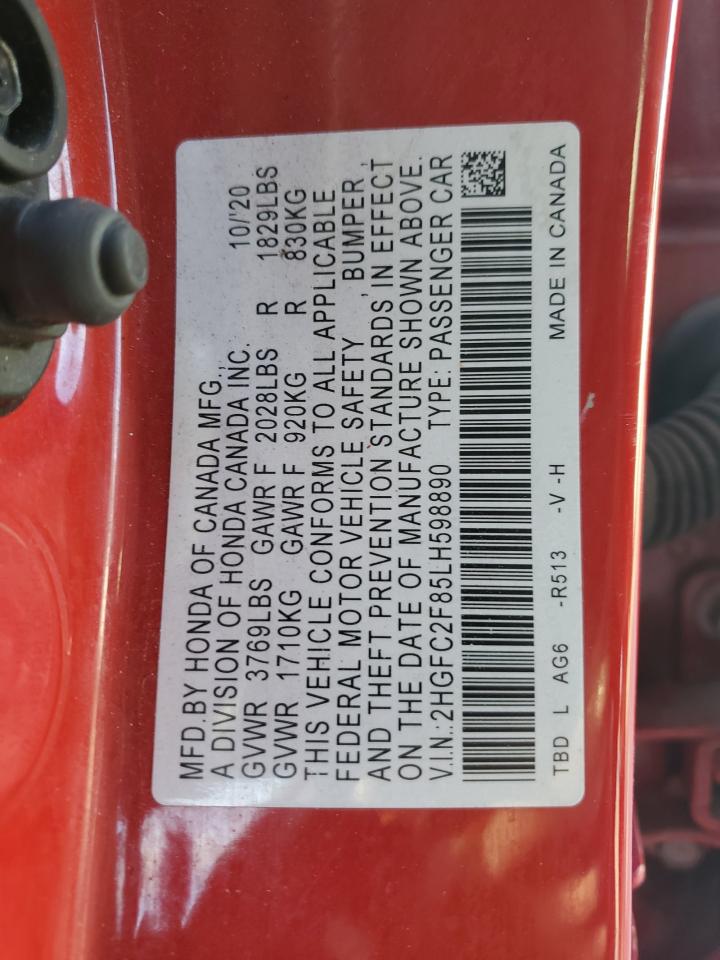 MFD.BY HONDA OF CANADA MFG.,
A DIVISION OF HONDA CANADA INC. 10/'20
GVWR 3769LBS GAWR F 2028LBS R 1829LBS
GVWR 1710KG GAWR F 920KG R 830KG
THIS VEHICLE CONFORMS TO ALL APPLICABLE
FEDERAL MOTOR VEHICLE SAFETY , BUMPER ,
AND THEFT PREVENTION STANDARDS IN EFFECT
ON THE DATE OF MANUFACTURE SHOWN ABOVE.
V.I.N.:2HGFC2F85LH598890 TYPE: PASSENGER CAR
TBD L AG6 -R513 -V -H MADE IN CANADA